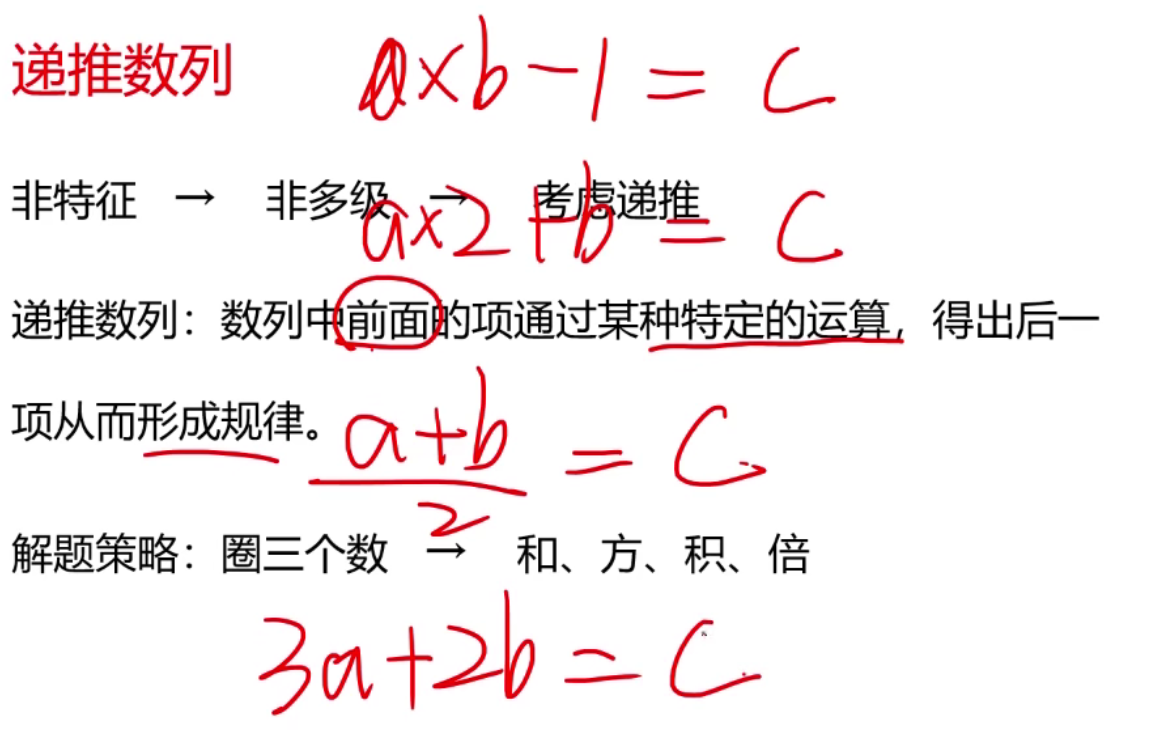 递推数列 a×b-1=C
非特征 → 非多级 → 考虑递推
a×2+b=C
递推数列：数列中前面的项通过某种特定的运算，得出后一
项从而形成规律。
(a+b)/2=C
解题策略：圈三个数 → 和、方、积、倍
3a+2b=C